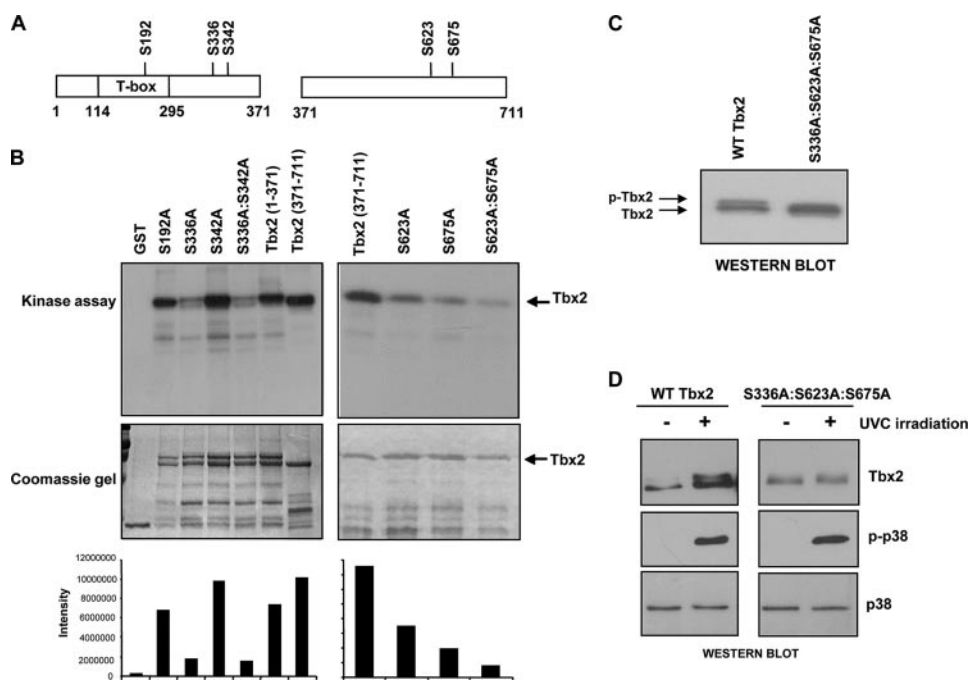 A
S192
S336
S342
S623
S675
T-box
1
114
295
371
371
711
B
GST
S192A
S336A
S342A
S336A:S342A
Tbx2 (1-371)
Tbx2 (371-711)
Tbx2 (371-711)
S623A
S675A
S623A:S675A
Kinase assay
Tbx2
Coomassie gel
Tbx2
Intensity
12000000
10000000
8000000
6000000
4000000
2000000
0
C
WT Tbx2
S336A:S623A:S675A
p-Tbx2
Tbx2
WESTERN BLOT
D
WT Tbx2 S336A:S623A:S675A
- + - + UVC irradiation
Tbx2
p-p38
p38
WESTERN BLOT